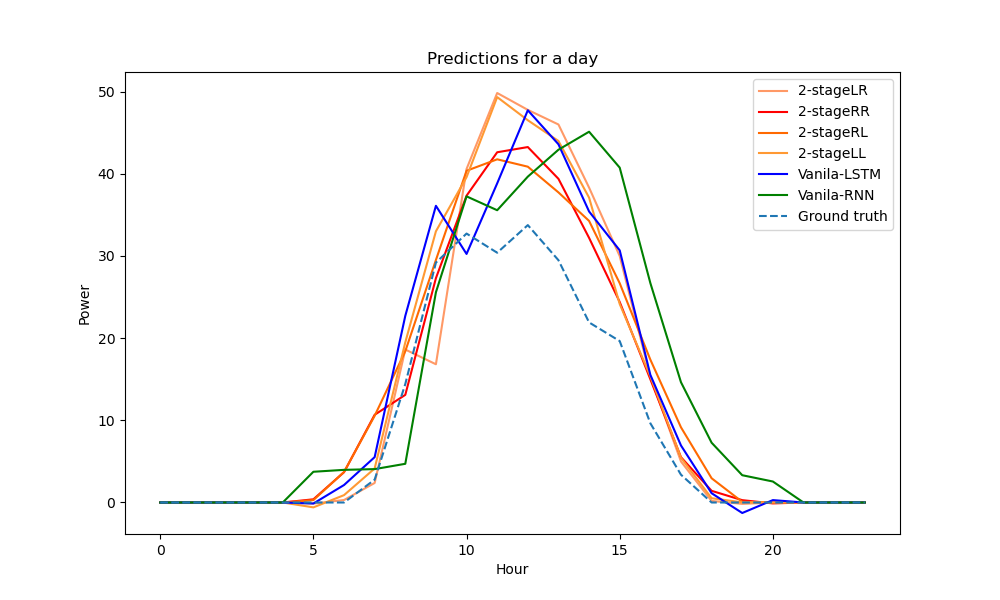 Predictions for a day
50
40
30
20
10
0
Power
0 5 10 15 20
Hour
2-stageLR
2-stageRR
2-stageRL
2-stageLL
Vanila-LSTM
Vanila-RNN
Ground truth